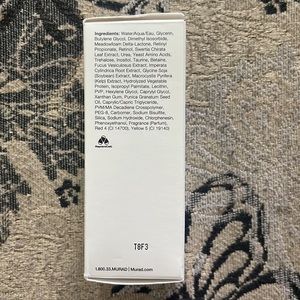 Ingredients: Water/Aqua/Eau, Glycerin,
Butylene Glycol, Dimethyl Isosorbide,
Meadowfoam Delta-Lactone, Retinyl
Propionate, Retinol, Swertia Chirata
Leaf Extract, Urea, Yeast Amino Acids,
Trehalose, Inositol, Taurine, Betaine,
Fucus Vesiculosus Extract, Imperata
Cylindrica Root Extract, Glycine Soja
(Soybean) Extract, Macrocystis Pyrifera
(Kelp) Extract, Hydrolyzed Vegetable
Protein, Isopropyl Palmitate, Lecithin,
PVP, Hexylene Glycol, Caprylyl Glycol,
Xanthan Gum, Punica Granatum Seed
Oil, Caprylic/Capric Triglyceride,
PVM/MA Decadiene Crosspolymer,
PEG-8, Carbomer, Sodium Bisulfite,
Silica, Sodium Hydroxide, Chlorphenesin,
Phenoxyethanol, Fragrance (Parfum),
Red 4 (CI 14700), Yellow 5 (CI 19140)
T8F3
1.800.33.MURAD | Murad.com